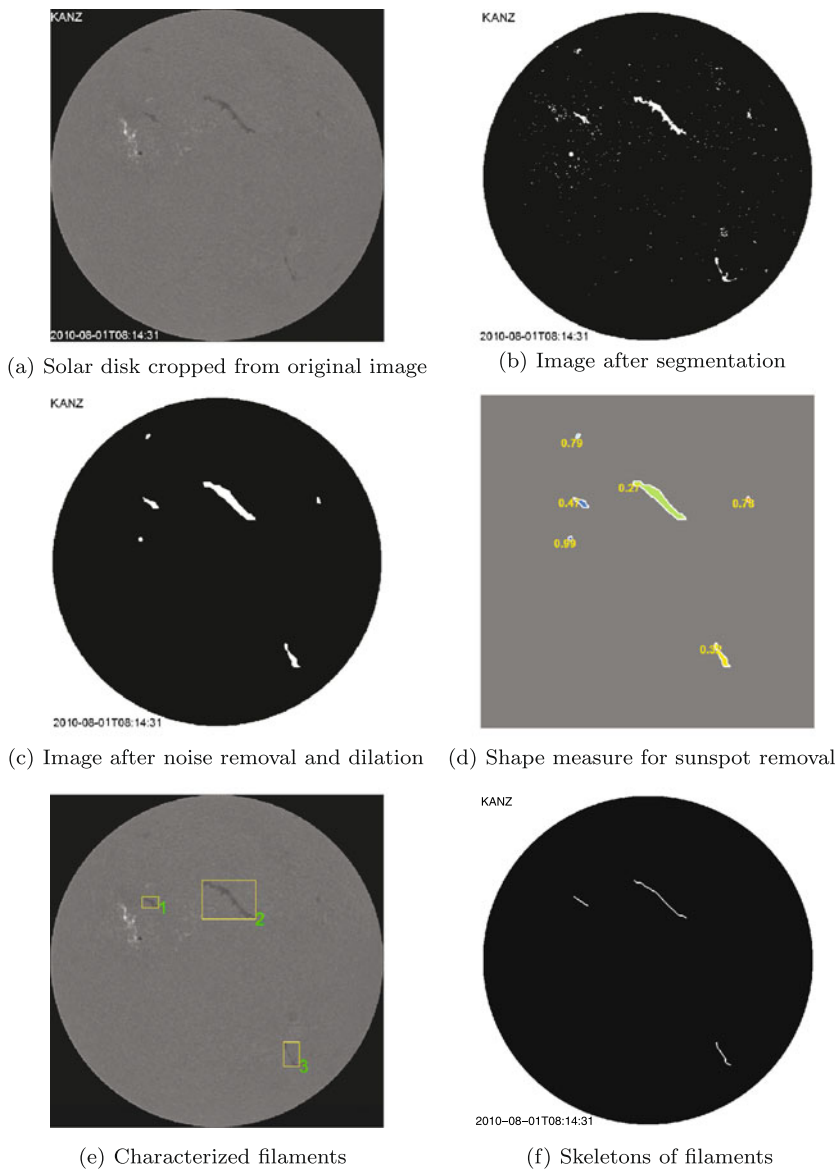 KANZ
2010-08-01T08:14:31
(a) Solar disk cropped from original image
KANZ
2010-08-01T08:14:31
(b) Image after segmentation
KANZ
2010-08-01T08:14:31
(c) Image after noise removal and dilation
0.79
0.27
0.47
0.78
0.99
(d) Shape measure for sunspot removal
1
2
3
(e) Characterized filaments
KANZ
2010-08-01T08:14:31
(f) Skeletons of filaments